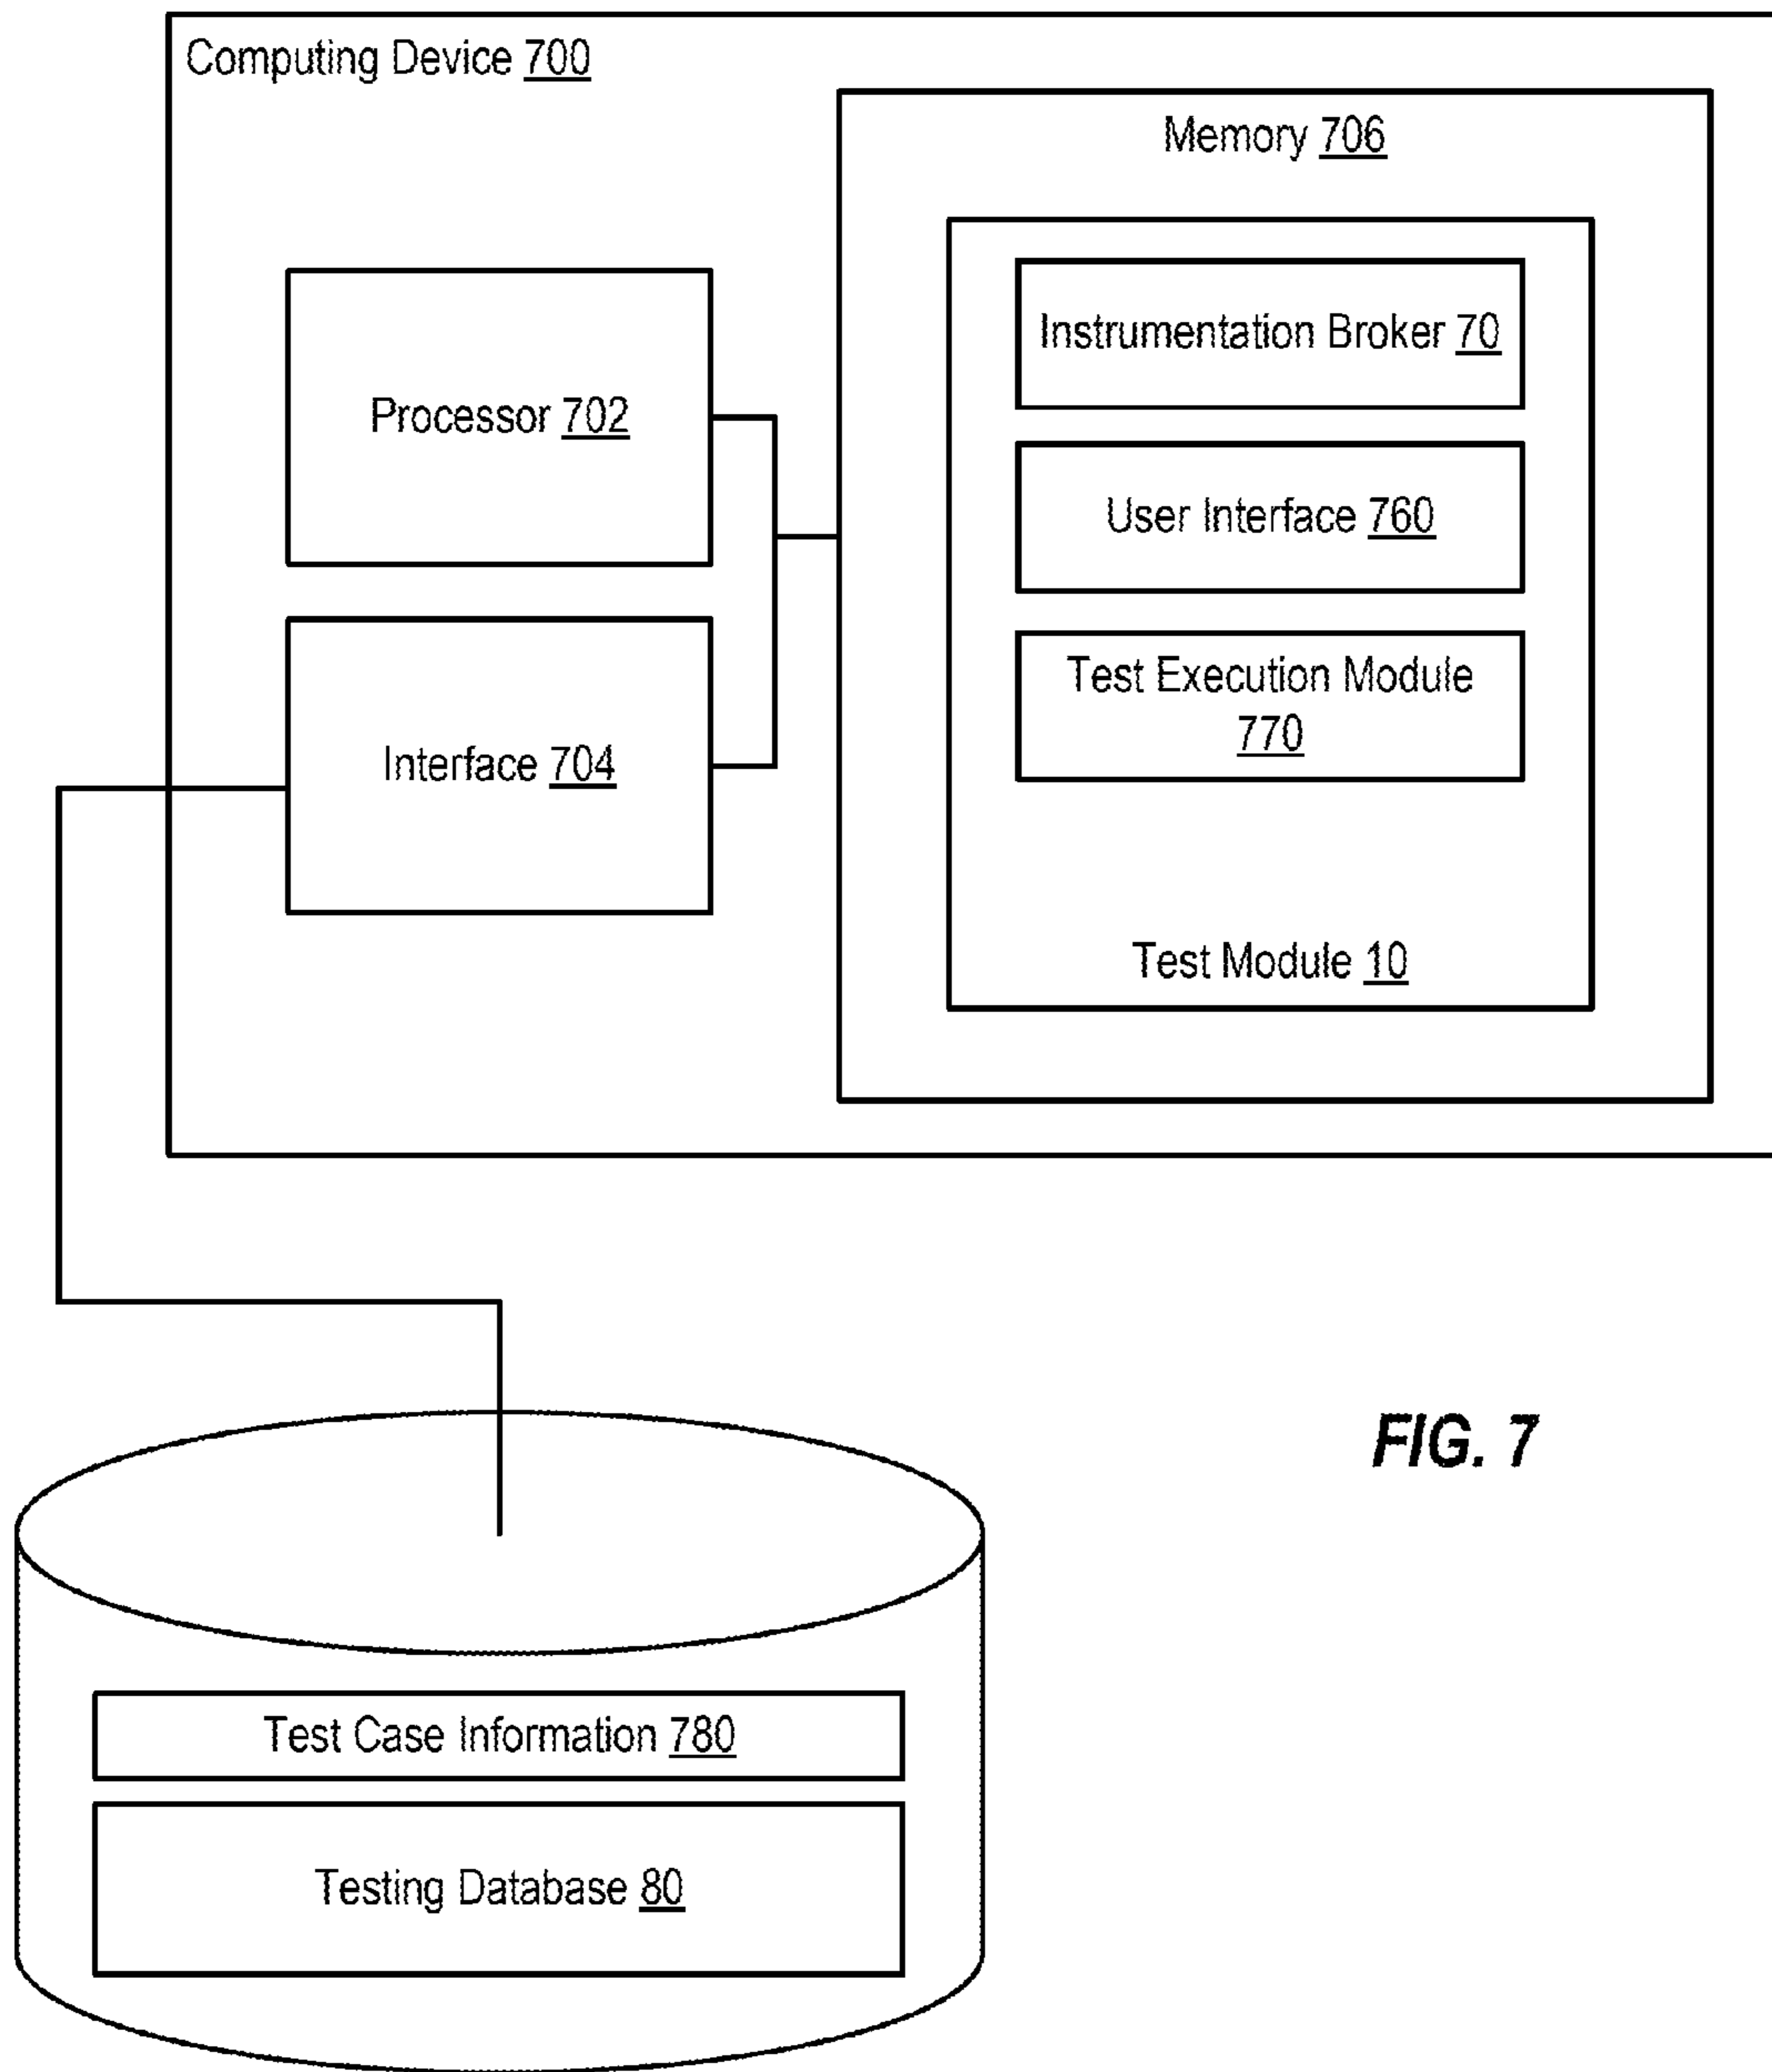 Computing Device 700
Memory 706
Instrumentation Broker 70
Processor 702
User Interface 760
Test Execution Module
770
Interface 704
Test Module 10
FIG. 7
Test Case Information 780
Testing Database 80